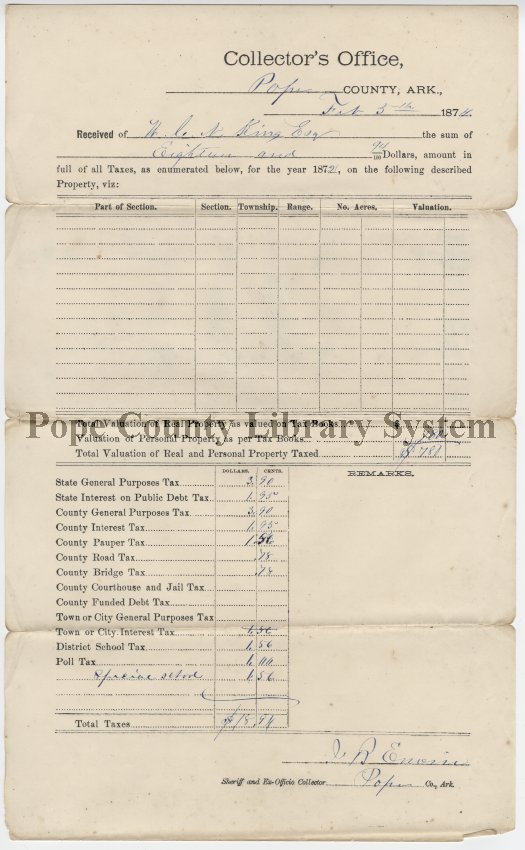 Collector's Office,
Pope COUNTY, ARK.,
Feb 5th 1874
Received of W. C. N. King Esq the sum of
Eighteen and 94/100 Dollars, amount in
full of all Taxes, as enumerated below, for the year 187, on the following described
Property, viz:
Part of Section. Section. Township. Range. No. Acres. Valuation.
Total Valuation of Real Property as valued on Tax Books $
Pope County Library System
Valuation of Personal Property as per Tax Books
Total Valuation of Real and Personal Property Taxed $ 780
DOLLARS. CENTS. REMARKS.
State General Purposes Tax 3 90
State Interest on Public Debt Tax 1 95
County General Purposes Tax 3 90
County Interest Tax 1 95
County Pauper Tax 1 56
County Road Tax .78
County Bridge Tax .78
County Courthouse and Jail Tax
County Funded Debt Tax
Town or City General Purposes Tax
Town or City Interest Tax 1 56
District School Tax 1 56
Poll Tax 1 00
Special school 1 56
Total Taxes $18.94
J B Erwin
Sheriff and Ex-Officio Collector Pope Co., Ark.